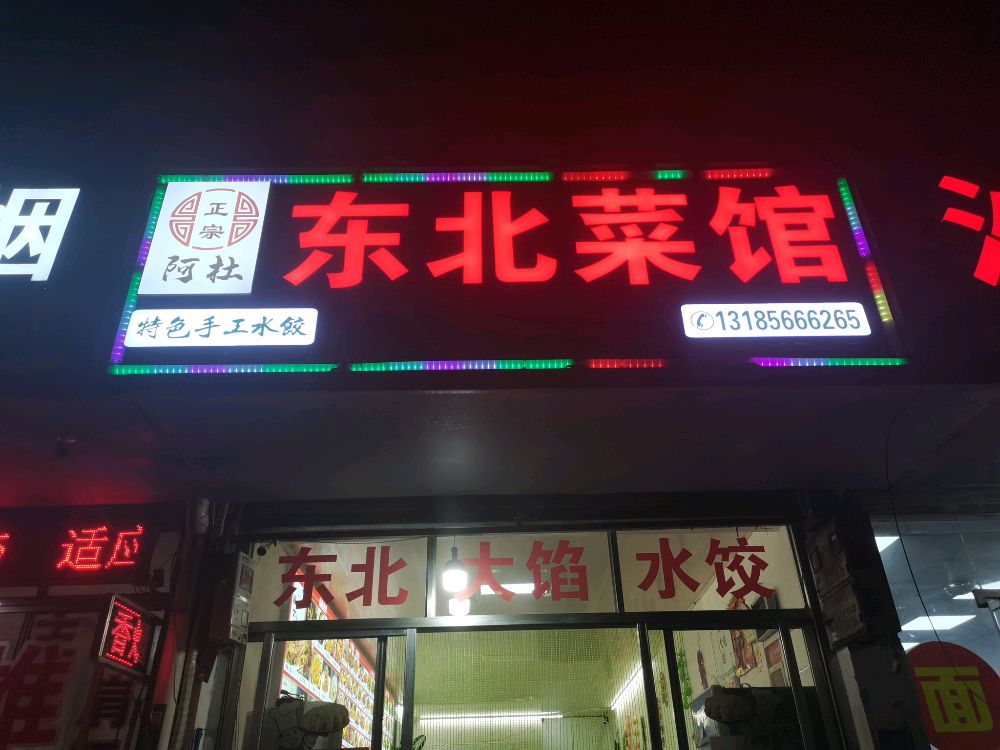 烟
正宗
阿杜
东北菜馆
特色手工水饺
✆13185666265
适应
东北 大馅 水饺
面